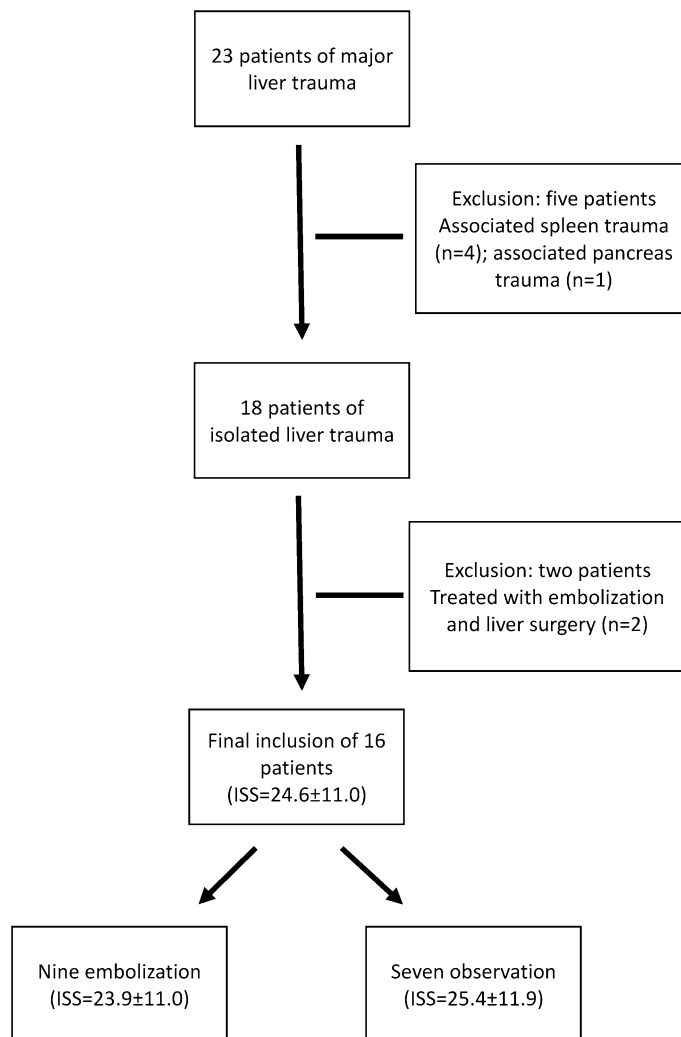 23 patients of major
liver trauma
Exclusion: five patients
Associated spleen trauma
(n=4); associated pancreas
trauma (n=1)
18 patients of
isolated liver trauma
Exclusion: two patients
Treated with embolization
and liver surgery (n=2)
Final inclusion of 16
patients
(ISS=24.6±11.0)
Nine embolization
(ISS=23.9±11.0)
Seven observation
(ISS=25.4±11.9)